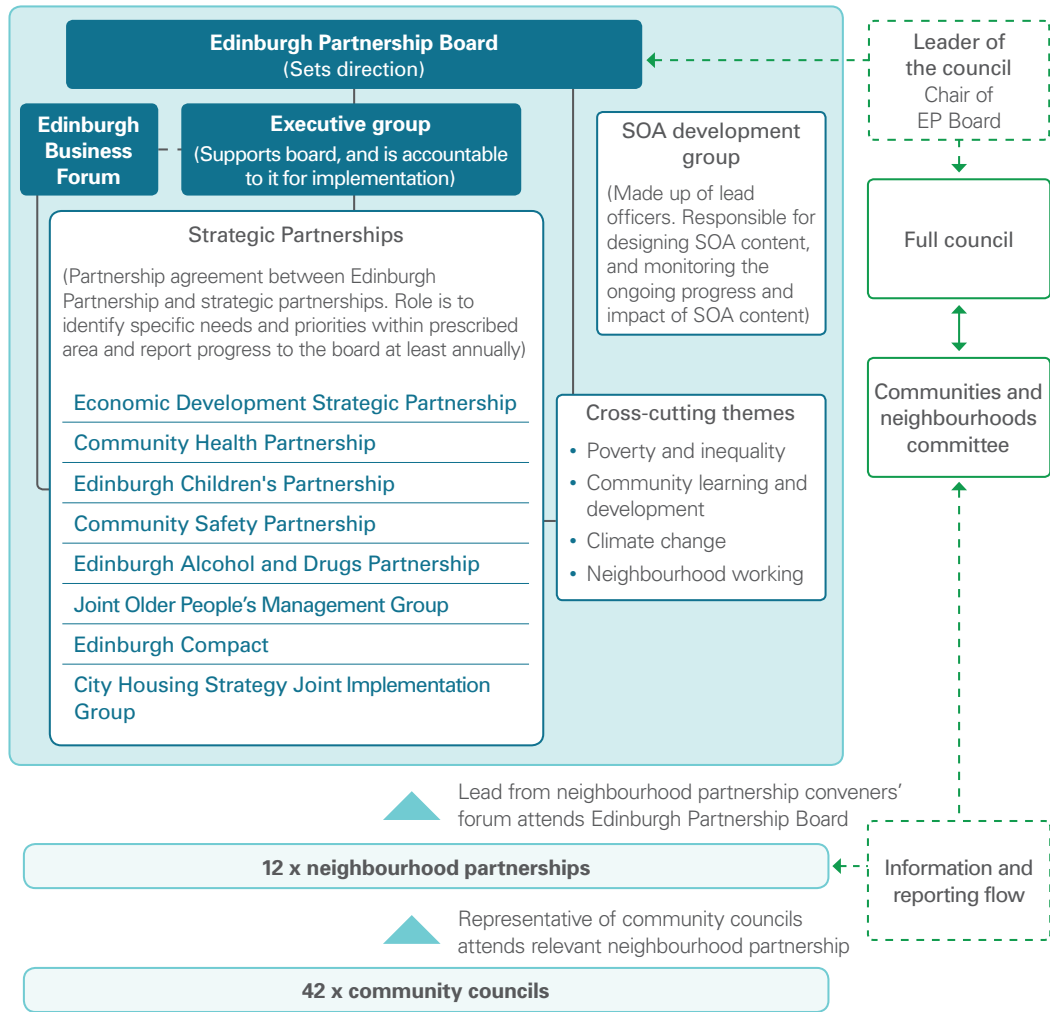 Edinburgh Partnership Board
(Sets direction)
Edinburgh
Business
Forum
Executive group
(Supports board, and is accountable
to it for implementation)
Strategic Partnerships
(Partnership agreement between Edinburgh
Partnership and strategic partnerships. Role is to
identify specific needs and priorities within prescribed
area and report progress to the board at least annually)
Economic Development Strategic Partnership
Community Health Partnership
Edinburgh Children's Partnership
Community Safety Partnership
Edinburgh Alcohol and Drugs Partnership
Joint Older People’s Management Group
Edinburgh Compact
City Housing Strategy Joint Implementation
Group
SOA development
group
(Made up of lead
officers. Responsible for
designing SOA content,
and monitoring the
ongoing progress and
impact of SOA content)
Cross-cutting themes
• Poverty and inequality
• Community learning and
development
• Climate change
• Neighbourhood working
Leader of
the council
Chair of
EP Board
Full council
Communities and
neighbourhoods
committee
Information and
reporting flow
Lead from neighbourhood partnership conveners’
forum attends Edinburgh Partnership Board
12 x neighbourhood partnerships
Representative of community councils
attends relevant neighbourhood partnership
42 x community councils